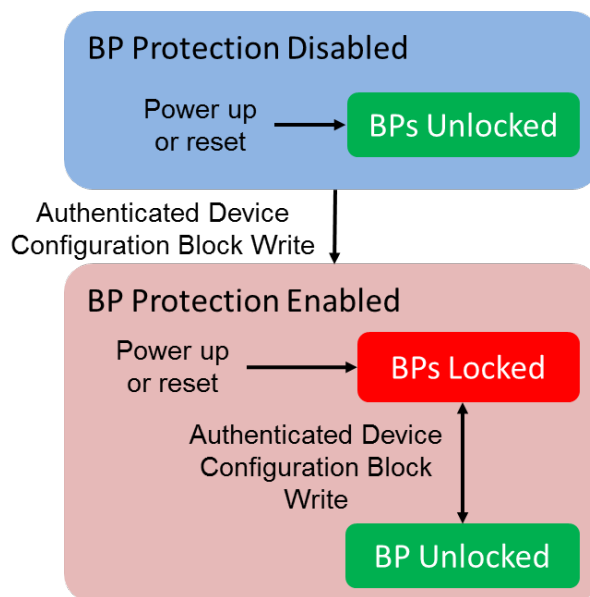 BP Protection Disabled
Power up
or reset
BPs Unlocked
Authenticated Device
Configuration Block Write
BP Protection Enabled
Power up
or reset
BPs Locked
Authenticated Device
Configuration Block
Write
BP Unlocked